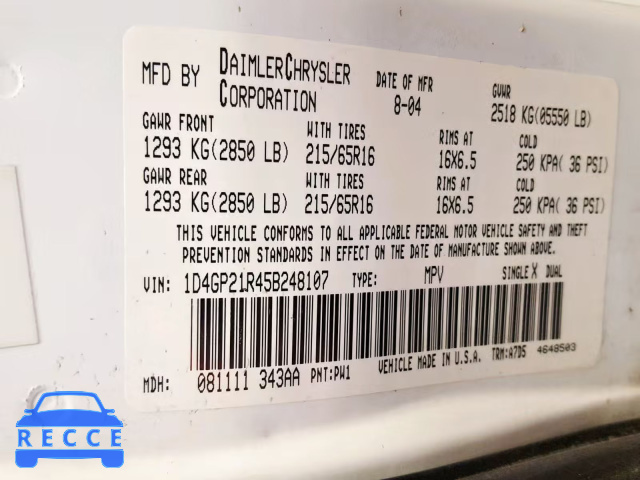 MFD BY DAIMLERCHRYSLER CORPORATION DATE OF MFR 8-04 GVWR 2518 KG(05550 LB)
GAWR FRONT WITH TIRES RIMS AT COLD
1293 KG(2850 LB) 215/65R16 16X6.5 250 KPA( 36 PSI)
GAWR REAR WITH TIRES RIMS AT COLD
1293 KG(2850 LB) 215/65R16 16X6.5 250 KPA( 36 PSI)
THIS VEHICLE CONFORMS TO ALL APPLICABLE FEDERAL MOTOR VEHICLE SAFETY AND THEFT
PREVENTION STANDARDS IN EFFECT ON THE DATE OF MANUFACTURE SHOWN ABOVE.
VIN: 1D4GP21R45B248107 TYPE: MPV SINGLE X DUAL
MDH: 081111 343AA PNT:PW1 VEHICLE MADE IN U.S.A. TRM:A7D5 4648503
RECCE